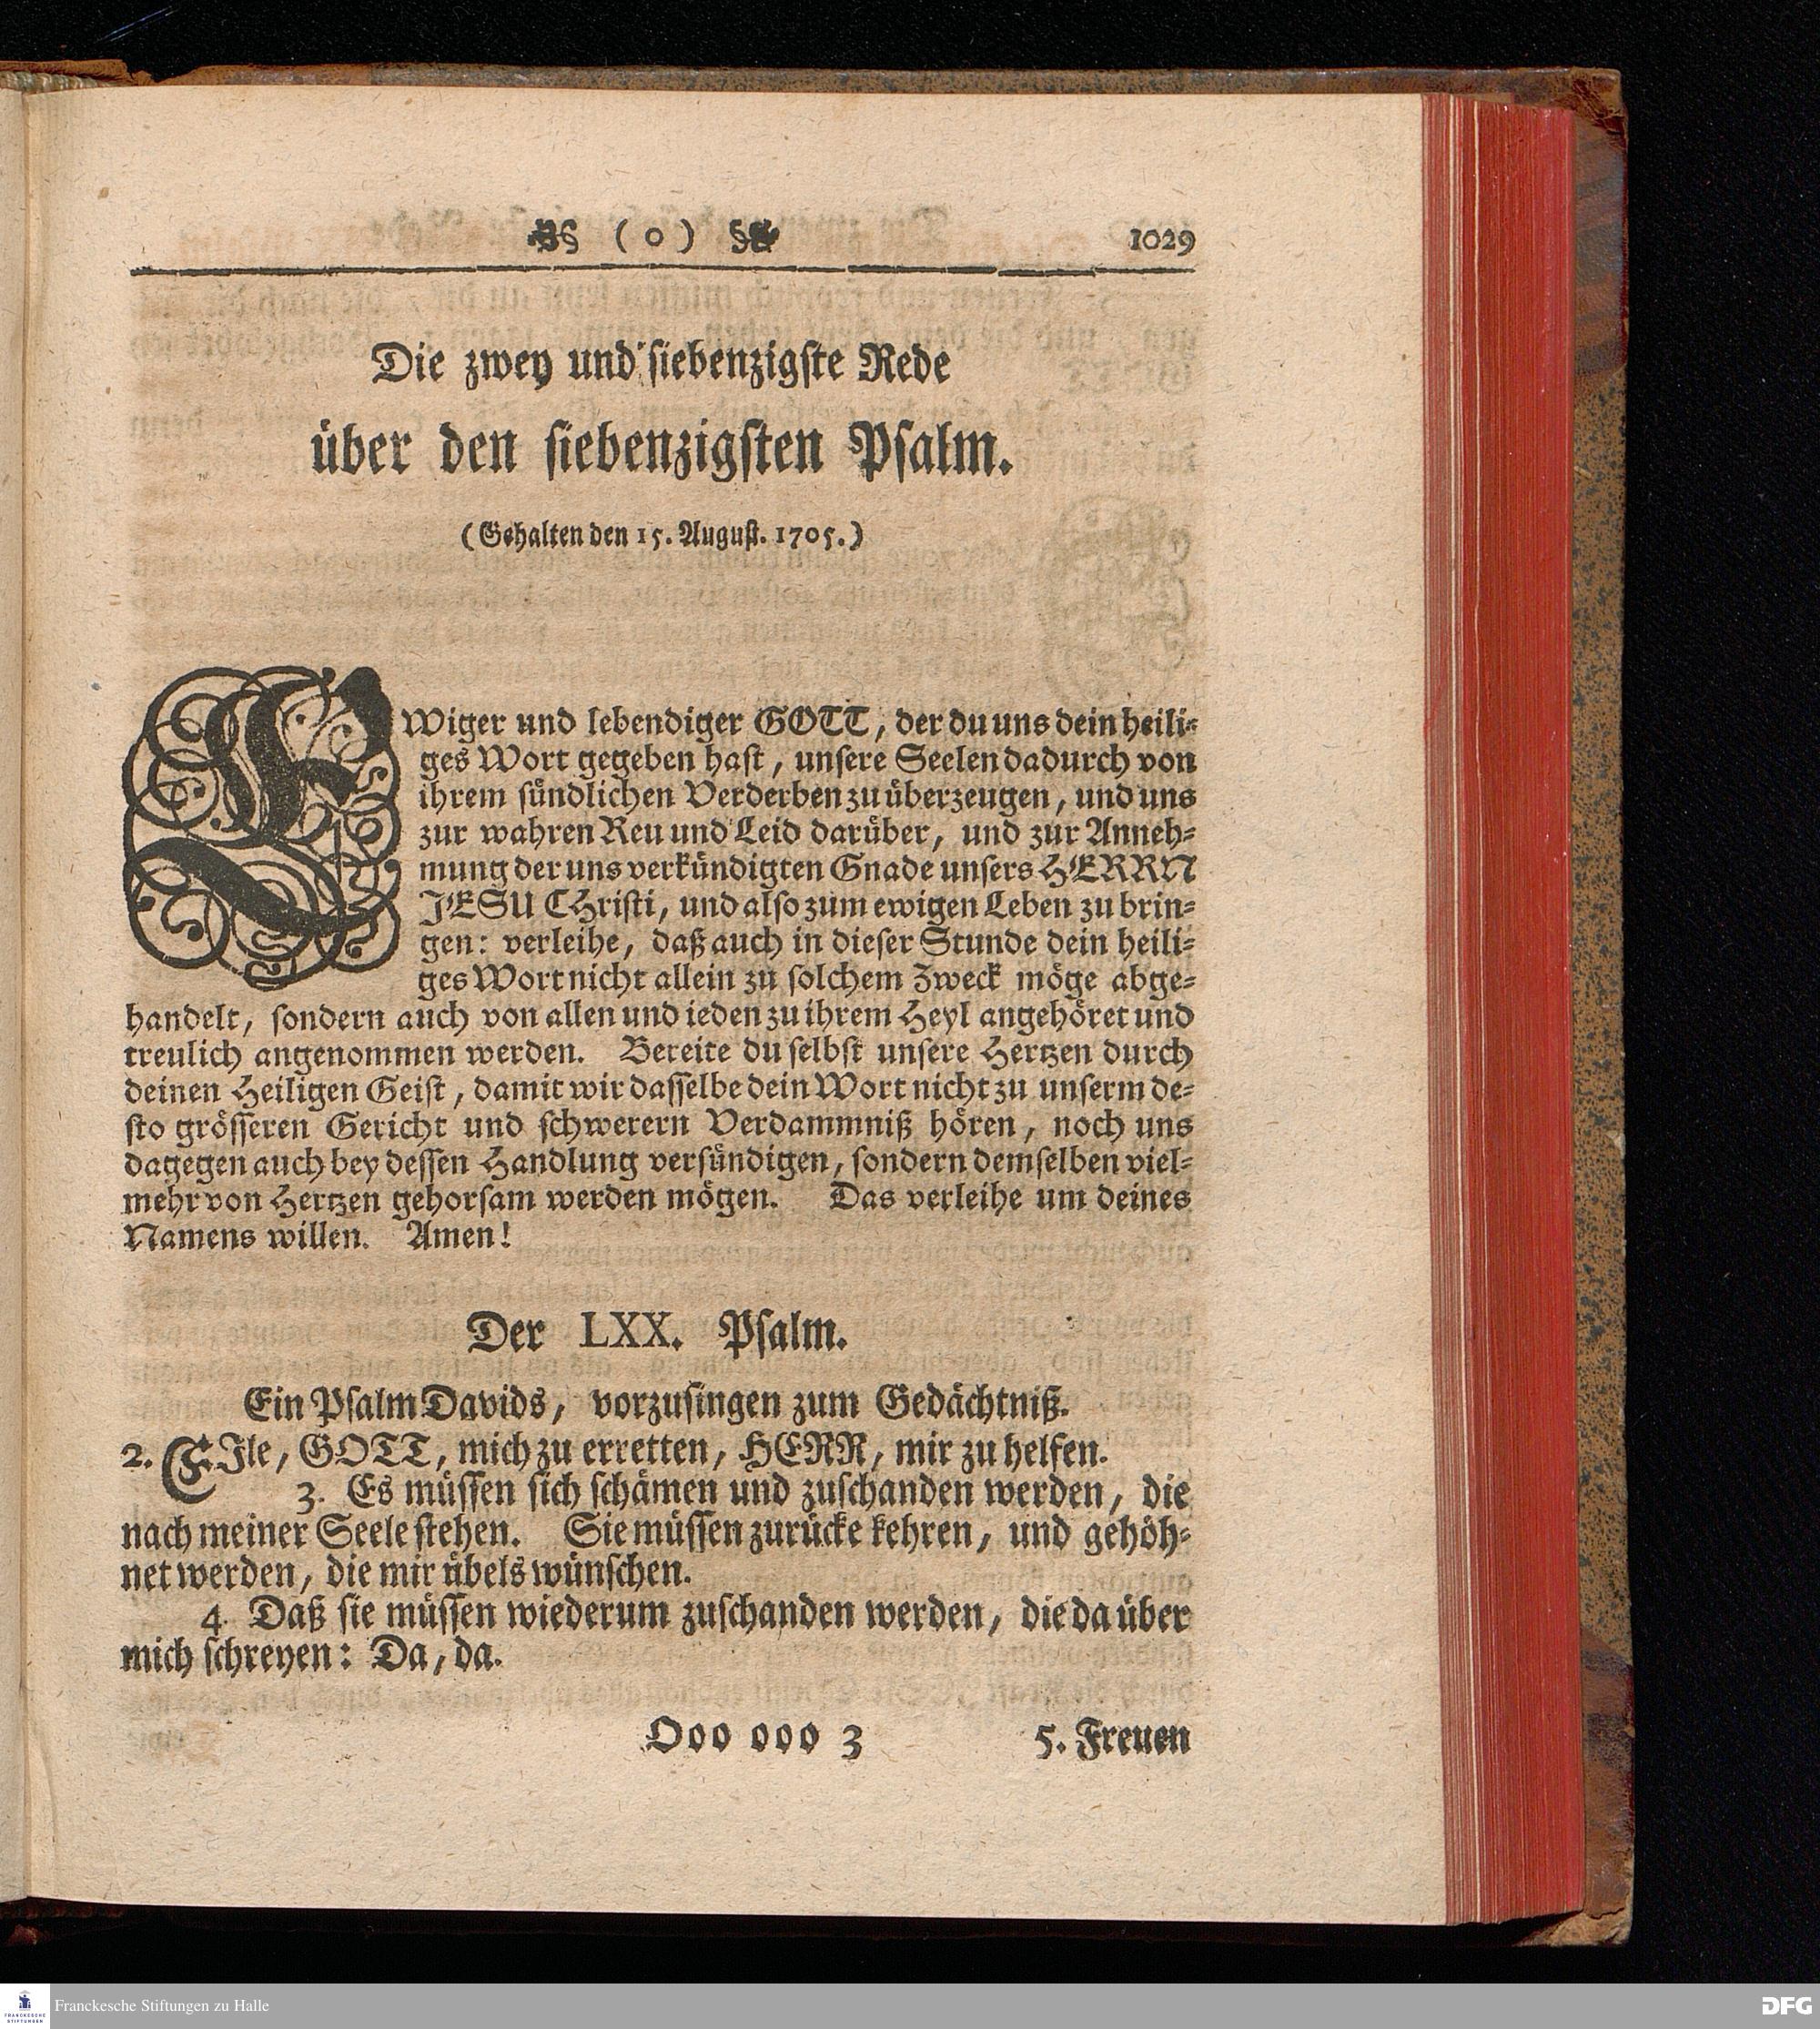 ( o ) 1029
Die zwey und siebenzigste Rede
über den siebenzigsten Psalm.
(Gehalten den 15. August. 1705.)
EWiger und lebendiger GOTT, der du uns dein heili-
ges Wort gegeben hast, unsere Seelen dadurch von
ihrem sündlichen Verderben zu überzeugen, und uns
zur wahren Reu und Leid darüber, und zur Anneh-
mung der uns verkündigten Gnade unsers HERRN
JESU CHristi, und also zum ewigen Leben zu brin-
gen: verleihe, daß auch in dieser Stunde dein heili-
ges Wort nicht allein zu solchem Zweck möge abge-
handelt, sondern auch von allen und ieden zu ihrem Heyl angehöret und
treulich angenommen werden. Bereite du selbst unsere Hertzen durch
deinen Heiligen Geist, damit wir dasselbe dein Wort nicht zu unserm de-
sto grösseren Gericht und schwerern Verdammniß hören, noch uns
dagegen auch bey dessen Handlung versündigen, sondern demselben viel-
mehr von Hertzen gehorsam werden mögen. Das verleihe um deines
Namens willen. Amen!
Der LXX. Psalm.
Ein Psalm Davids, vorzusingen zum Gedächtniß.
2. EIle, GOTT, mich zu erretten, HERR, mir zu helfen.
3. Es müssen sich schämen und zuschanden werden, die
nach meiner Seele stehen. Sie müssen zurücke kehren, und gehöh-
net werden, die mir übels wünschen.
4. Daß sie müssen wiederum zuschanden werden, die da über
mich schreyen: Da, da.
Ooo ooo 3 5. Freuen
FRANCKESCHE STIFTUNGEN Franckesche Stiftungen zu Halle DFG